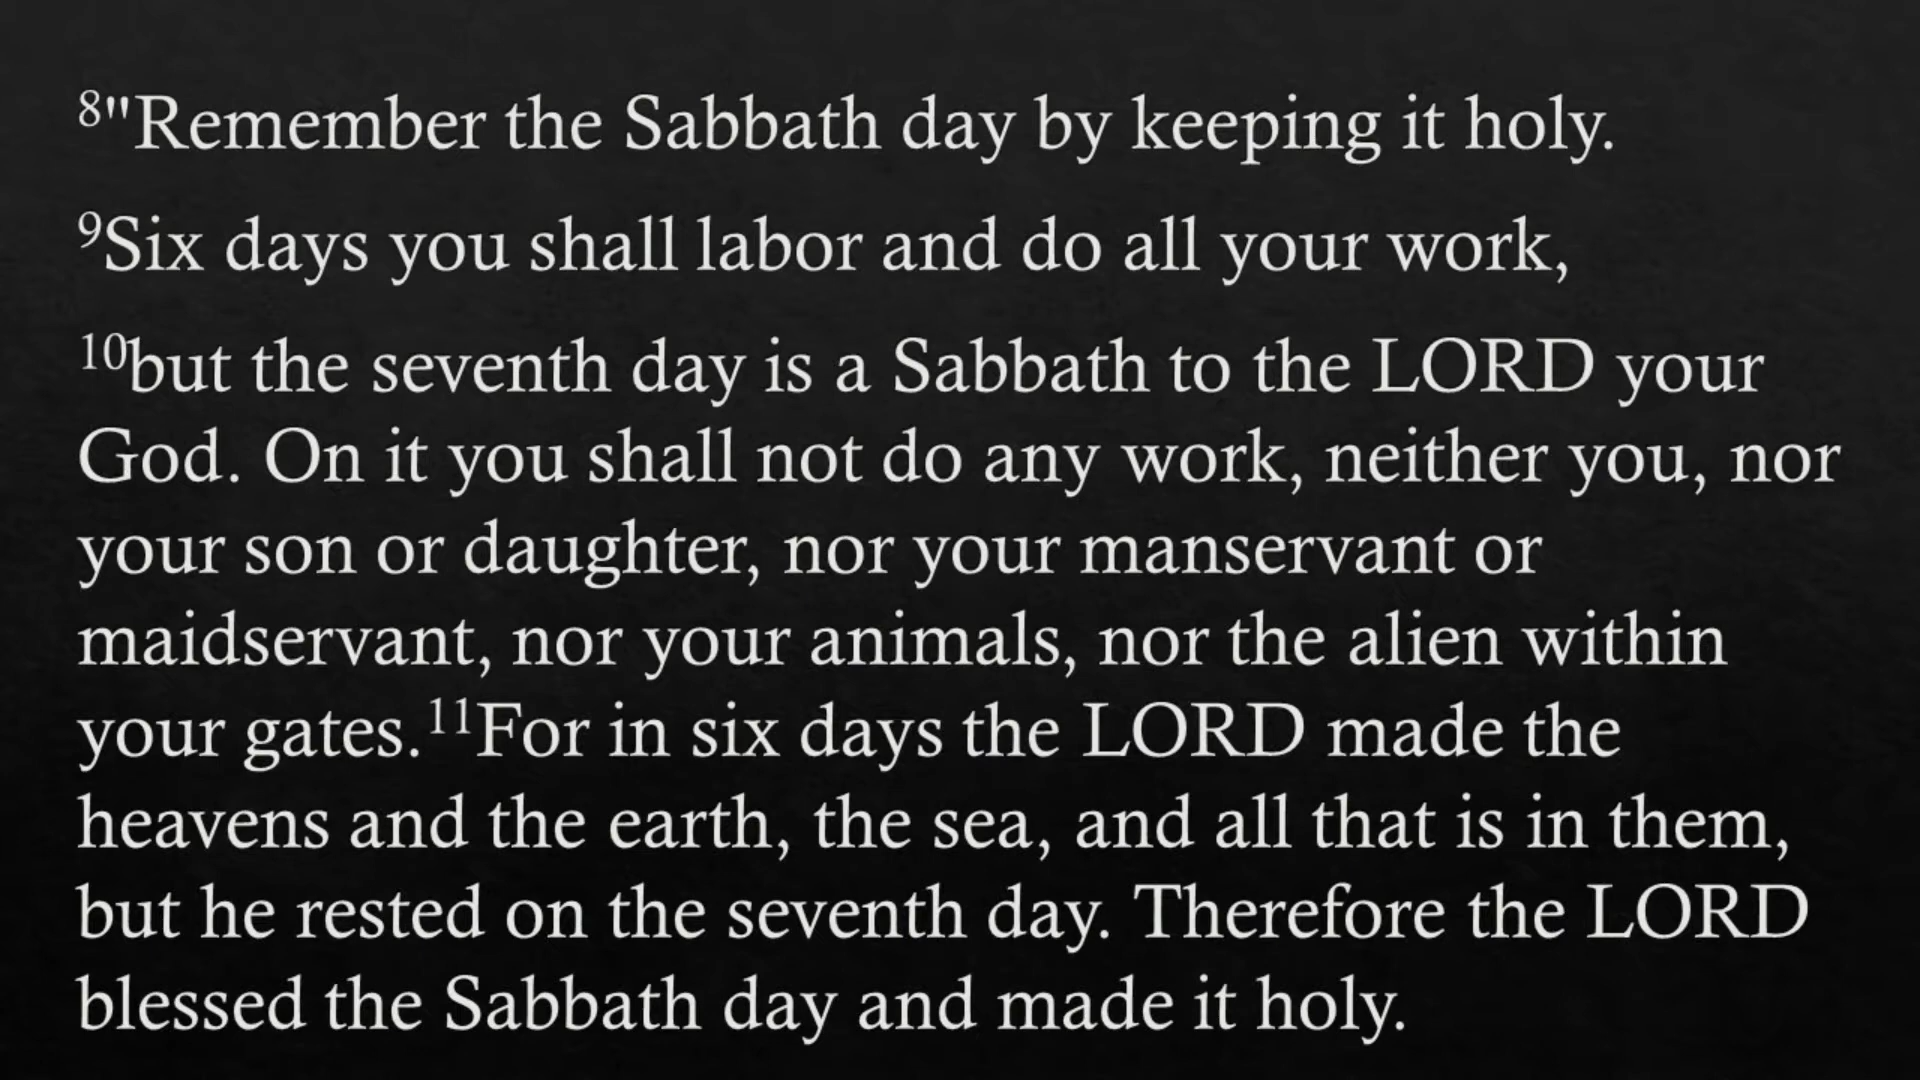 ⁸"Remember the Sabbath day by keeping it holy.
⁹Six days you shall labor and do all your work,
¹⁰but the seventh day is a Sabbath to the LORD your
God. On it you shall not do any work, neither you, nor
your son or daughter, nor your manservant or
maidservant, nor your animals, nor the alien within
your gates.¹¹For in six days the LORD made the
heavens and the earth, the sea, and all that is in them,
but he rested on the seventh day. Therefore the LORD
blessed the Sabbath day and made it holy.